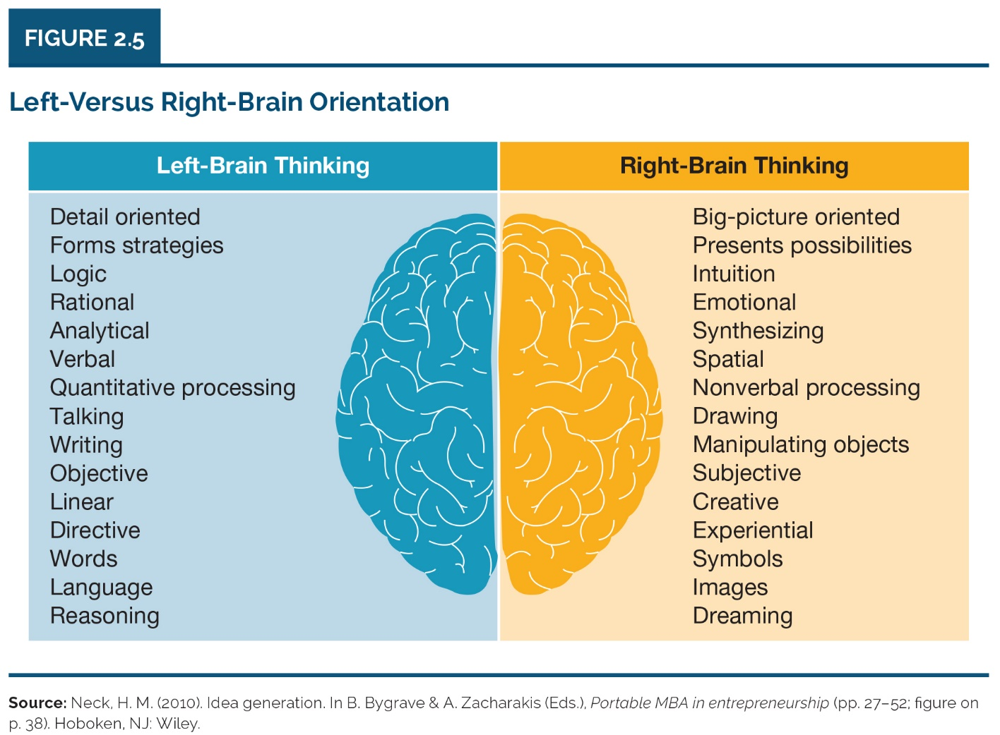 FIGURE 2.5
Left-Versus Right-Brain Orientation
Left-Brain Thinking
Detail oriented
Forms strategies
Logic
Rational
Analytical
Verbal
Quantitative processing
Talking
Writing
Objective
Linear
Directive
Words
Language
Reasoning
Right-Brain Thinking
Big-picture oriented
Presents possibilities
Intuition
Emotional
Synthesizing
Spatial
Nonverbal processing
Drawing
Manipulating objects
Subjective
Creative
Experiential
Symbols
Images
Dreaming
Source: Neck, H. M. (2010). Idea generation. In B. Bygrave & A. Zacharakis (Eds.), Portable MBA in entrepreneurship (pp. 27–52; figure on
p. 38). Hoboken, NJ: Wiley.